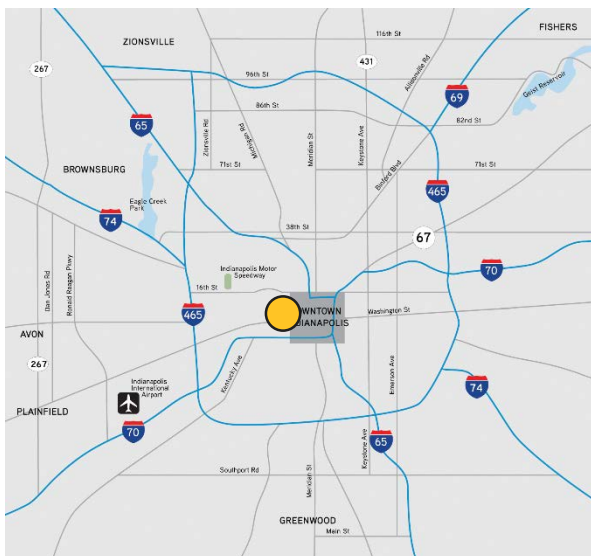 FISHERS
ZIONSVILLE
116th St
267
431
Allisonville Rd
96th St
69
Geist Reservoir
86th St
65
Zionsville Rd
Michigan Rd
Meridian St
Keystone Ave
82nd St
Binford Blvd
71st St
71st St
BROWNSBURG
465
Eagle Creek
Park
74
38th St
67
70
Indianapolis Motor
Speedway
Dan Jones Rd
Ronald Reagan Pkwy
16th St
465
WNTOWN
DIANAPOLIS
Washington St
AVON
267
Kentucky Ave
Emerson Ave
Indianapolis
International
Airport
74
PLAINFIELD
70
65
Keystone Ave
Meridian St
Southport Rd
GREENWOOD
Main St